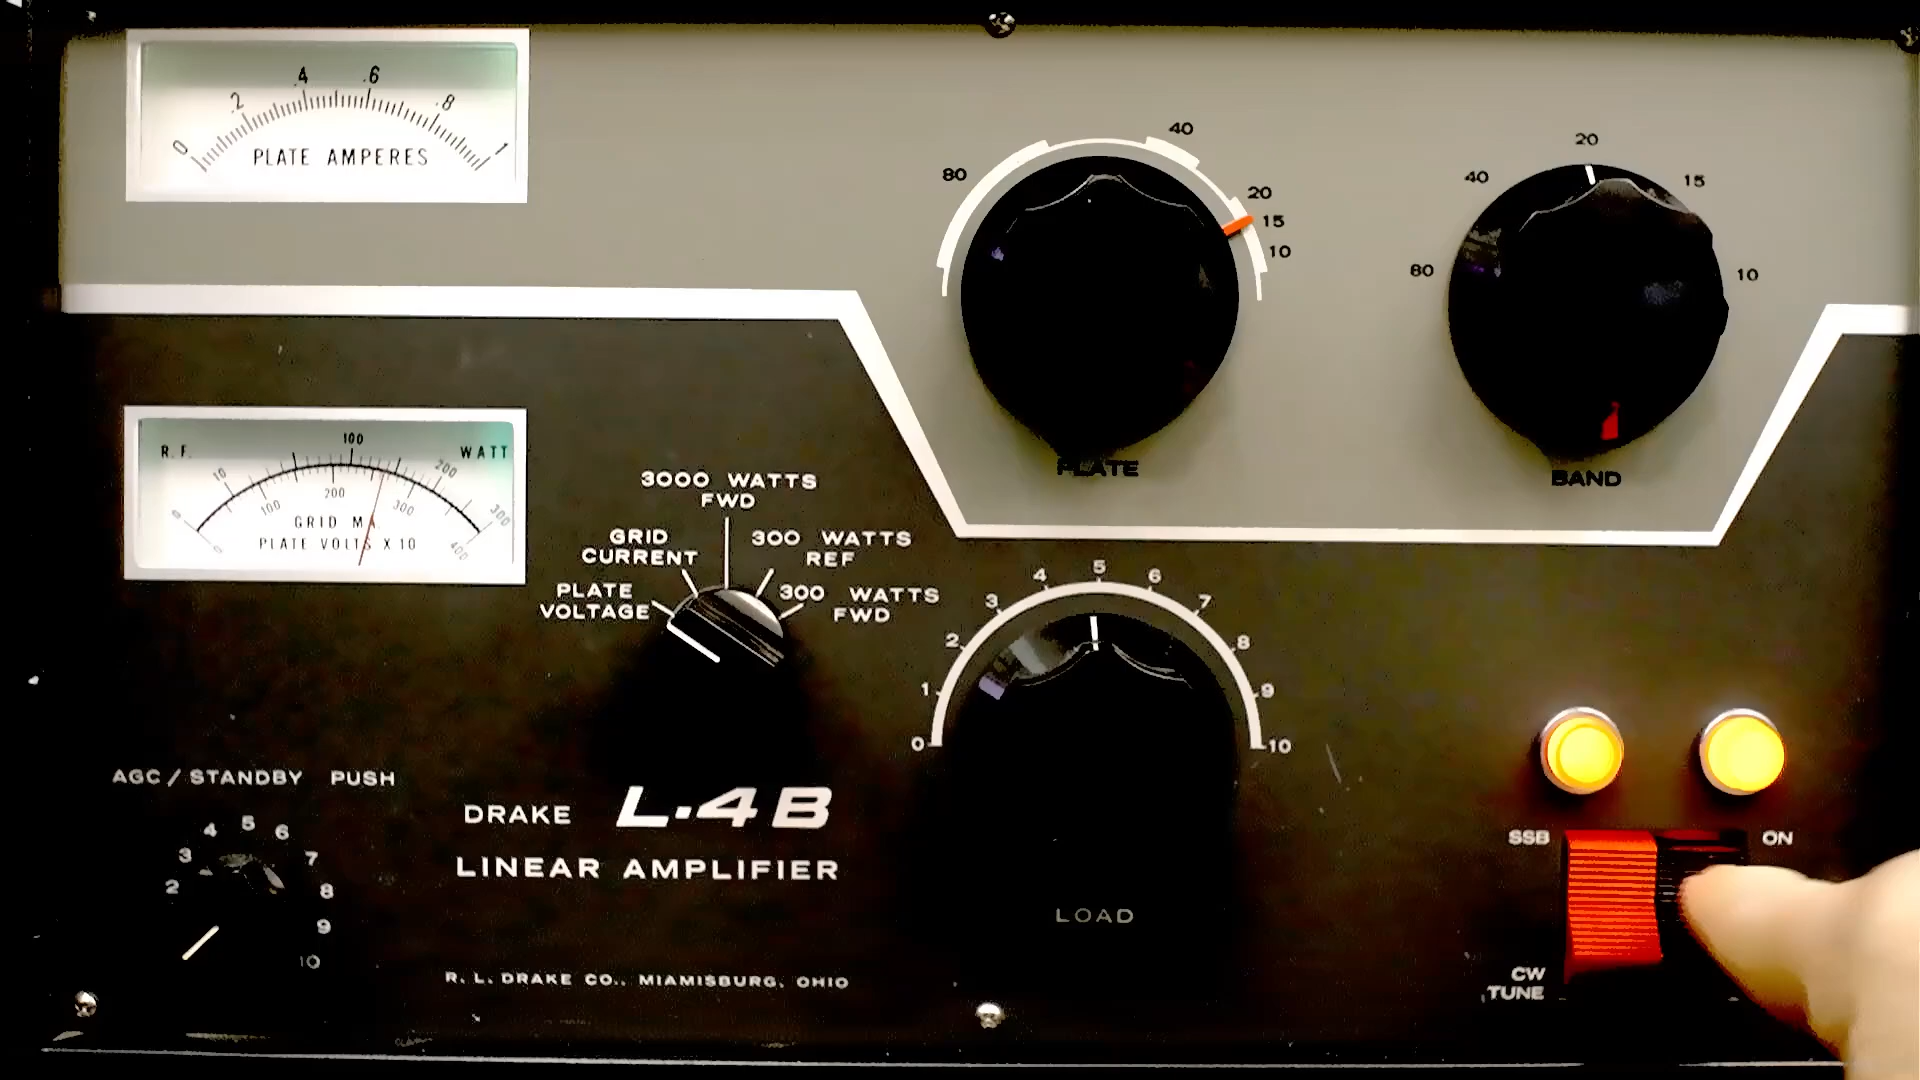 0 .2 .4 .6 .8 1
PLATE AMPERES
80 40 20 15 10
PLATE
80 40 20 15 10
BAND
R.F. WATT
0 10 100 200 300
0 100 200 300 400
GRID MA
PLATE VOLTS X 10
3000 WATTS
FWD
GRID
CURRENT
300 WATTS
REF
PLATE
VOLTAGE
300 WATTS
FWD
0 1 2 3 4 5 6 7 8 9 10
LOAD
AGC / STANDBY PUSH
2 3 4 5 6 7 8 9 10
DRAKE L·4B
LINEAR AMPLIFIER
R. L. DRAKE CO., MIAMISBURG, OHIO
SSB
ON
CW
TUNE